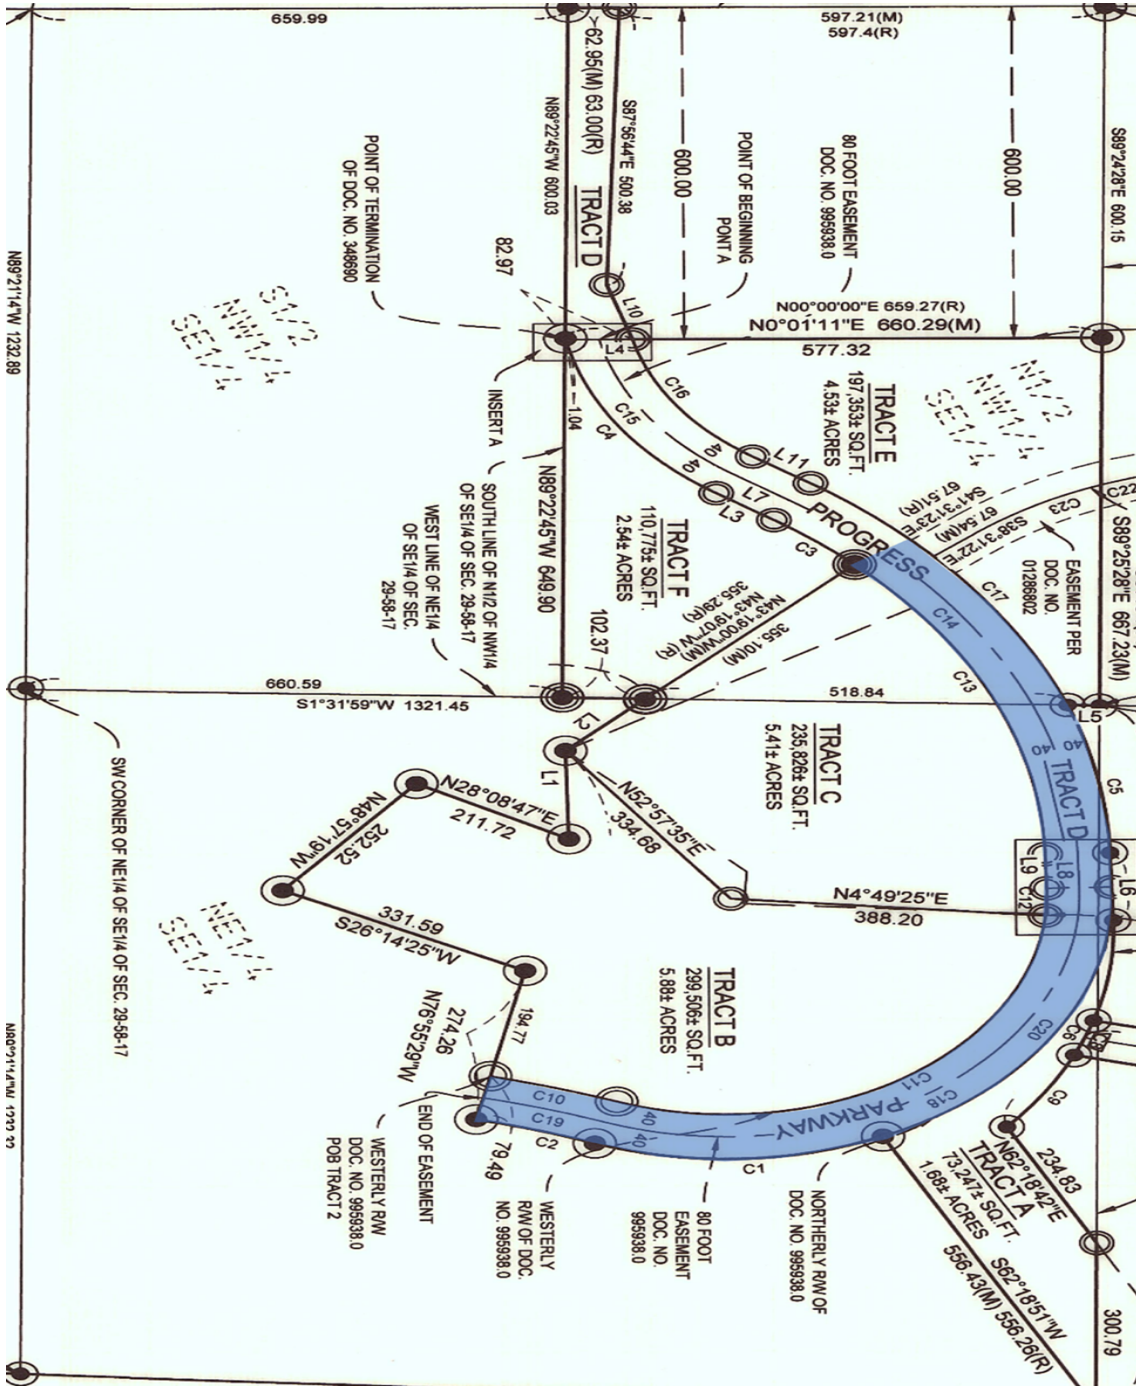 659.99
597.21(M)
597.4(R)
62.95(M) 63.00(R)
N89°22'45"W 600.03
S87°56'44"E 500.38
600.00
600.00
S89°24'28"E 600.15
POINT OF TERMINATION
OF DOC. NO. 348690
TRACT D
POINT OF BEGINNING
PONT A
80 FOOT EASEMENT
DOC. NO. 995938.0
82.97
L10
N00°00'00"E 659.27(R)
N0°01'11"E 660.29(M)
577.32
L4
N89°21'14"W 1232.89
S1/2
NW1/4
SE1/4
N1/2
NW1/4
SE1/4
INSERT A
1.04
C4
C15
C16
40
40
L11
L7
L3
C3
TRACT E
197,353± SQ.FT.
4.53± ACRES
PROGRESS
S41°31'23"E
67.51(R)
S38°31'22"E
67.54(M)
C22
C23
C17
S89°25'28"E 667.23(M)
EASEMENT PER
DOC. NO.
01286802
N89°22'45"W 649.90
SOUTH LINE OF N1/2 OF NW1/4
OF SE1/4 OF SEC. 29-58-17
WEST LINE OF NE1/4
OF SE1/4 OF SEC.
29-58-17
TRACT F
110,775± SQ.FT.
2.54± ACRES
N43°19'00"W(M)
N43°19'07"W (R)
355.29(R)
355.10(M)
102.37
C14
C13
660.59
S1°31'59"W 1321.45
518.84
L5
L2
L1
TRACT C
235,826± SQ.FT.
5.41± ACRES
40
40
TRACT D
C5
SW CORNER OF NE1/4 OF SE1/4 OF SEC. 29-58-17
N28°08'47"E
211.72
N48°57'19"W
252.52
N52°57'35"E
334.68
L9
L8
L6
C12
N4°49'25"E
388.20
331.59
S26°14'25"W
NE1/4
SE1/4
194.77
N76°55'29"W
274.26
TRACT B
299,506± SQ.FT.
5.88± ACRES
C20
C6
C9
C11
C18
PARKWAY
C10
C19
C2
40
40
C1
79.49
N62°18'42"E
234.83
TRACT A
73,247± SQ.FT.
1.68± ACRES
S62°18'51"W
556.43(M) 556.26(R)
300.79
END OF EASEMENT
WESTERLY R/W
DOC. NO. 995938.0
POB TRACT 2
WESTERLY
R/W OF DOC.
NO. 995938.0
80 FOOT
EASEMENT
DOC. NO.
995938.0
NORTHERLY R/W OF
DOC. NO. 995938.0